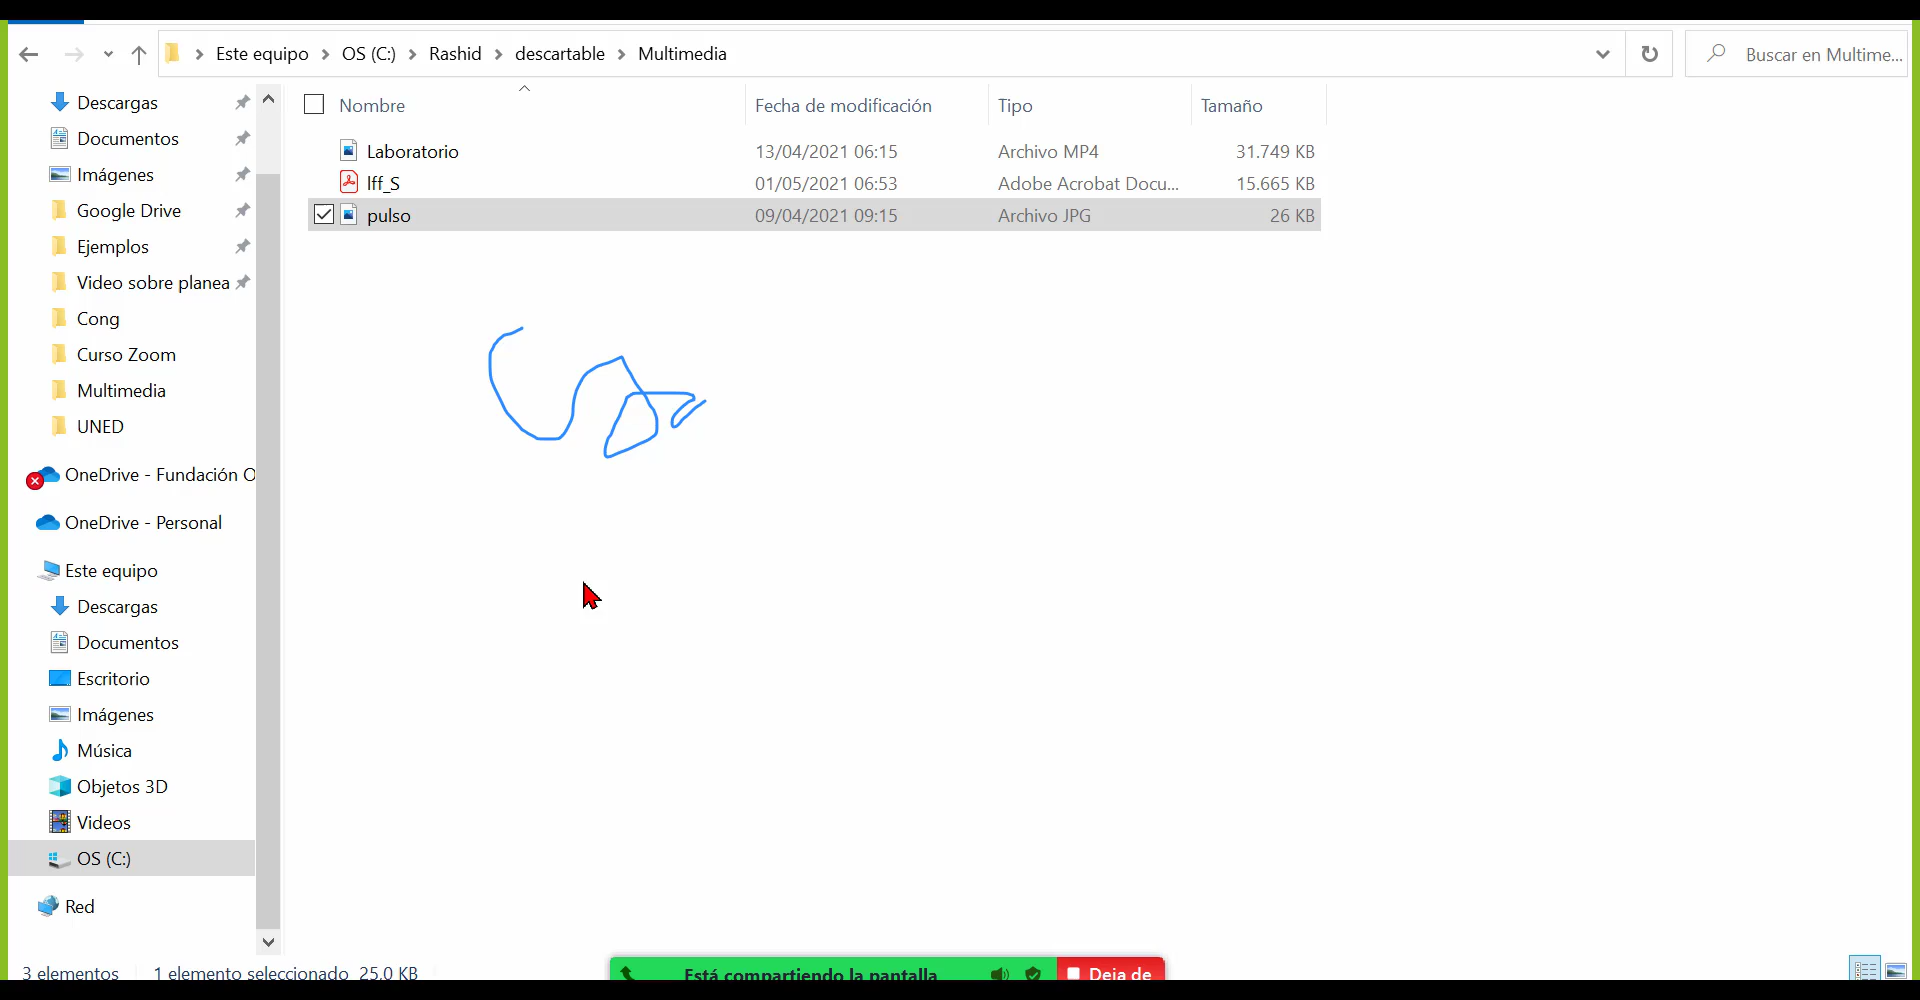 Este equipo OS (C:) Rashid descartable Multimedia
Buscar en Multime...
Descargas
Documentos
Imágenes
Google Drive
Ejemplos
Video sobre planea
Cong
Curso Zoom
Multimedia
UNED
OneDrive - Fundación O
OneDrive - Personal
Este equipo
Descargas
Documentos
Escritorio
Imágenes
Música
Objetos 3D
Videos
OS (C:)
Red
Nombre Fecha de modificación Tipo Tamaño
Laboratorio 13/04/2021 06:15 Archivo MP4 31.749 KB
lff_S 01/05/2021 06:53 Adobe Acrobat Docu... 15.665 KB
pulso 09/04/2021 09:15 Archivo JPG 26 KB
3 elementos 1 elemento seleccionado 25,0 KB
Está compartiendo la pantalla Deja de